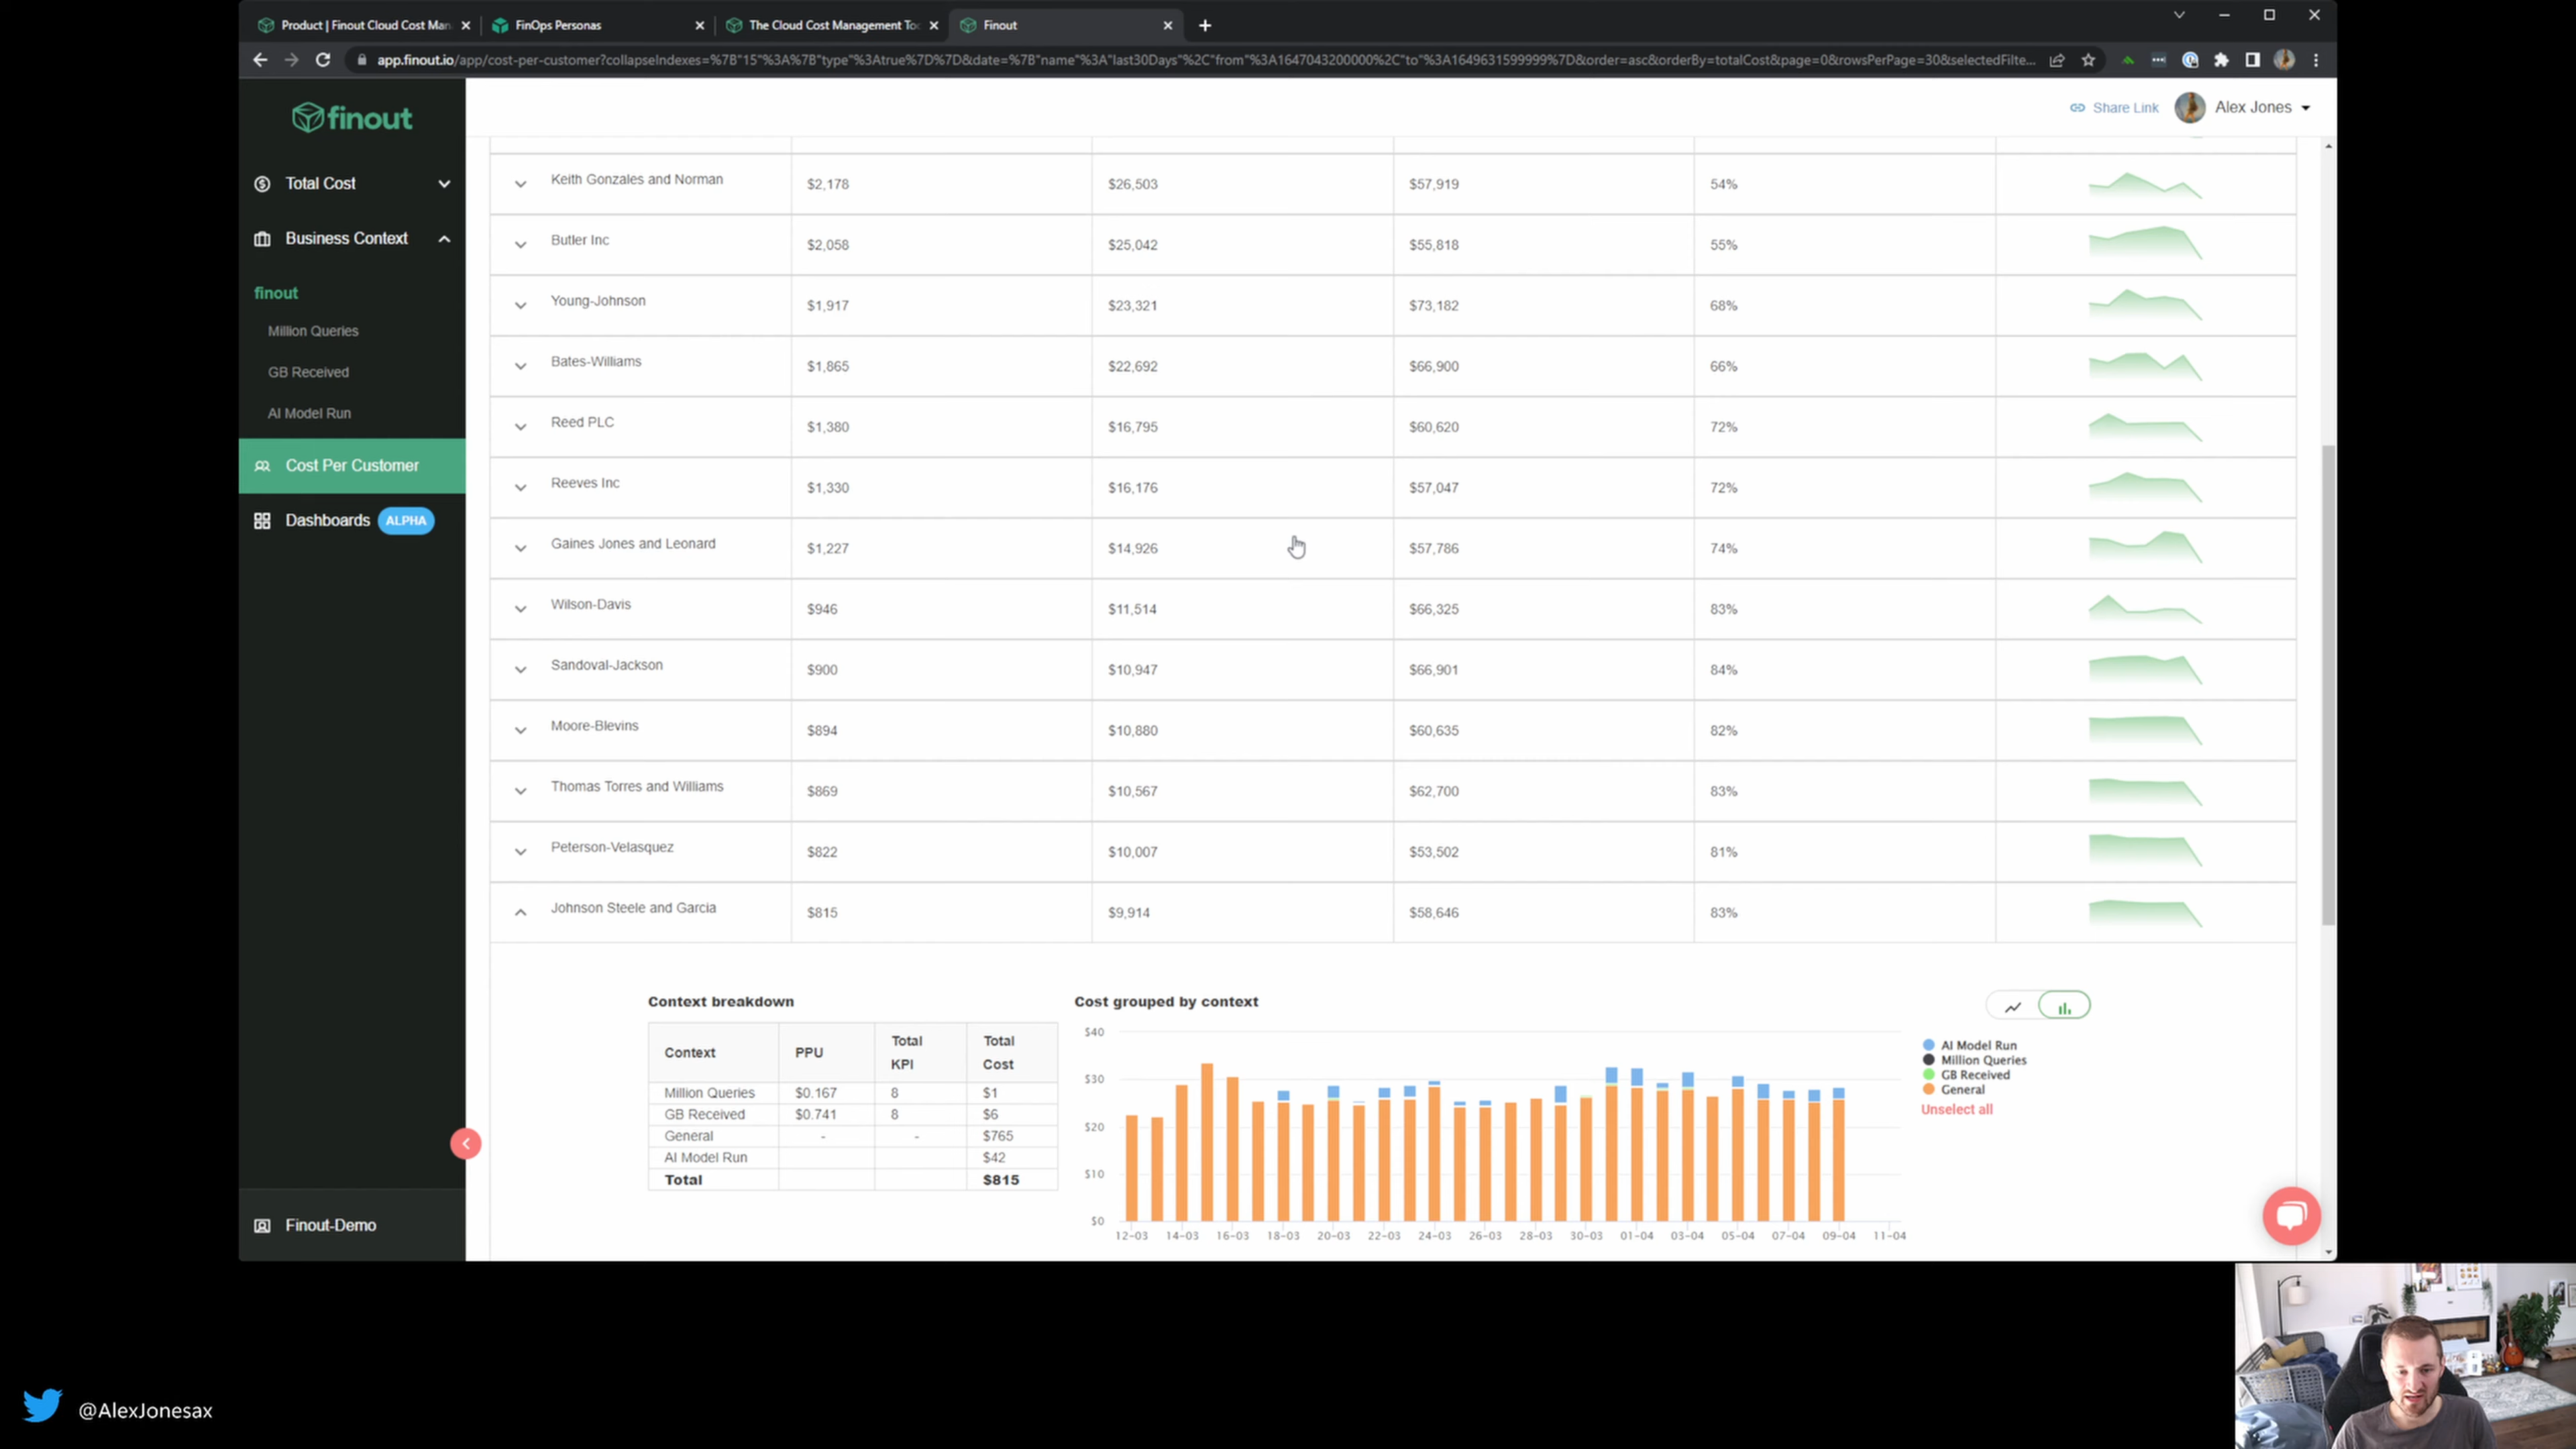 Product | Finout Cloud Cost Man
FinOps Personas
The Cloud Cost Management Too
Finout
app.finout.io/app/cost-per-customer?collapseIndexes=%7B"15"%3A%7B"type"%3Atrue%7D%7D&date=%7B"name"%3A"last30Days"%2C"from"%3A1647043200000%2C"to"%3A1649631599999%7D&order=asc&orderBy=totalCost&page=0&rowsPerPage=30&selectedFilte...
finout
Share Link
Alex Jones
Total Cost
Business Context
finout
Million Queries
GB Received
AI Model Run
Cost Per Customer
Dashboards ALPHA
Finout-Demo
Keith Gonzales and Norman $2,178 $26,503 $57,919 54%
Butler Inc $2,058 $25,042 $55,818 55%
Young-Johnson $1,917 $23,321 $73,182 68%
Bates-Williams $1,865 $22,692 $66,900 66%
Reed PLC $1,380 $16,795 $60,620 72%
Reeves Inc $1,330 $16,176 $57,047 72%
Gaines Jones and Leonard $1,227 $14,926 $57,786 74%
Wilson-Davis $946 $11,514 $66,325 83%
Sandoval-Jackson $900 $10,947 $66,901 84%
Moore-Blevins $894 $10,880 $60,635 82%
Thomas Torres and Williams $869 $10,567 $62,700 83%
Peterson-Velasquez $822 $10,007 $53,502 81%
Johnson Steele and Garcia $815 $9,914 $58,646 83%
Context breakdown
Context PPU Total KPI Total Cost
Million Queries $0.167 8 $1
GB Received $0.741 8 $6
General - - $765
AI Model Run $42
Total $815
Cost grouped by context
$40
$30
$20
$10
$0
12-03 14-03 16-03 18-03 20-03 22-03 24-03 26-03 28-03 30-03 01-04 03-04 05-04 07-04 09-04 11-04
AI Model Run
Million Queries
GB Received
General
Unselect all
@AlexJonesax